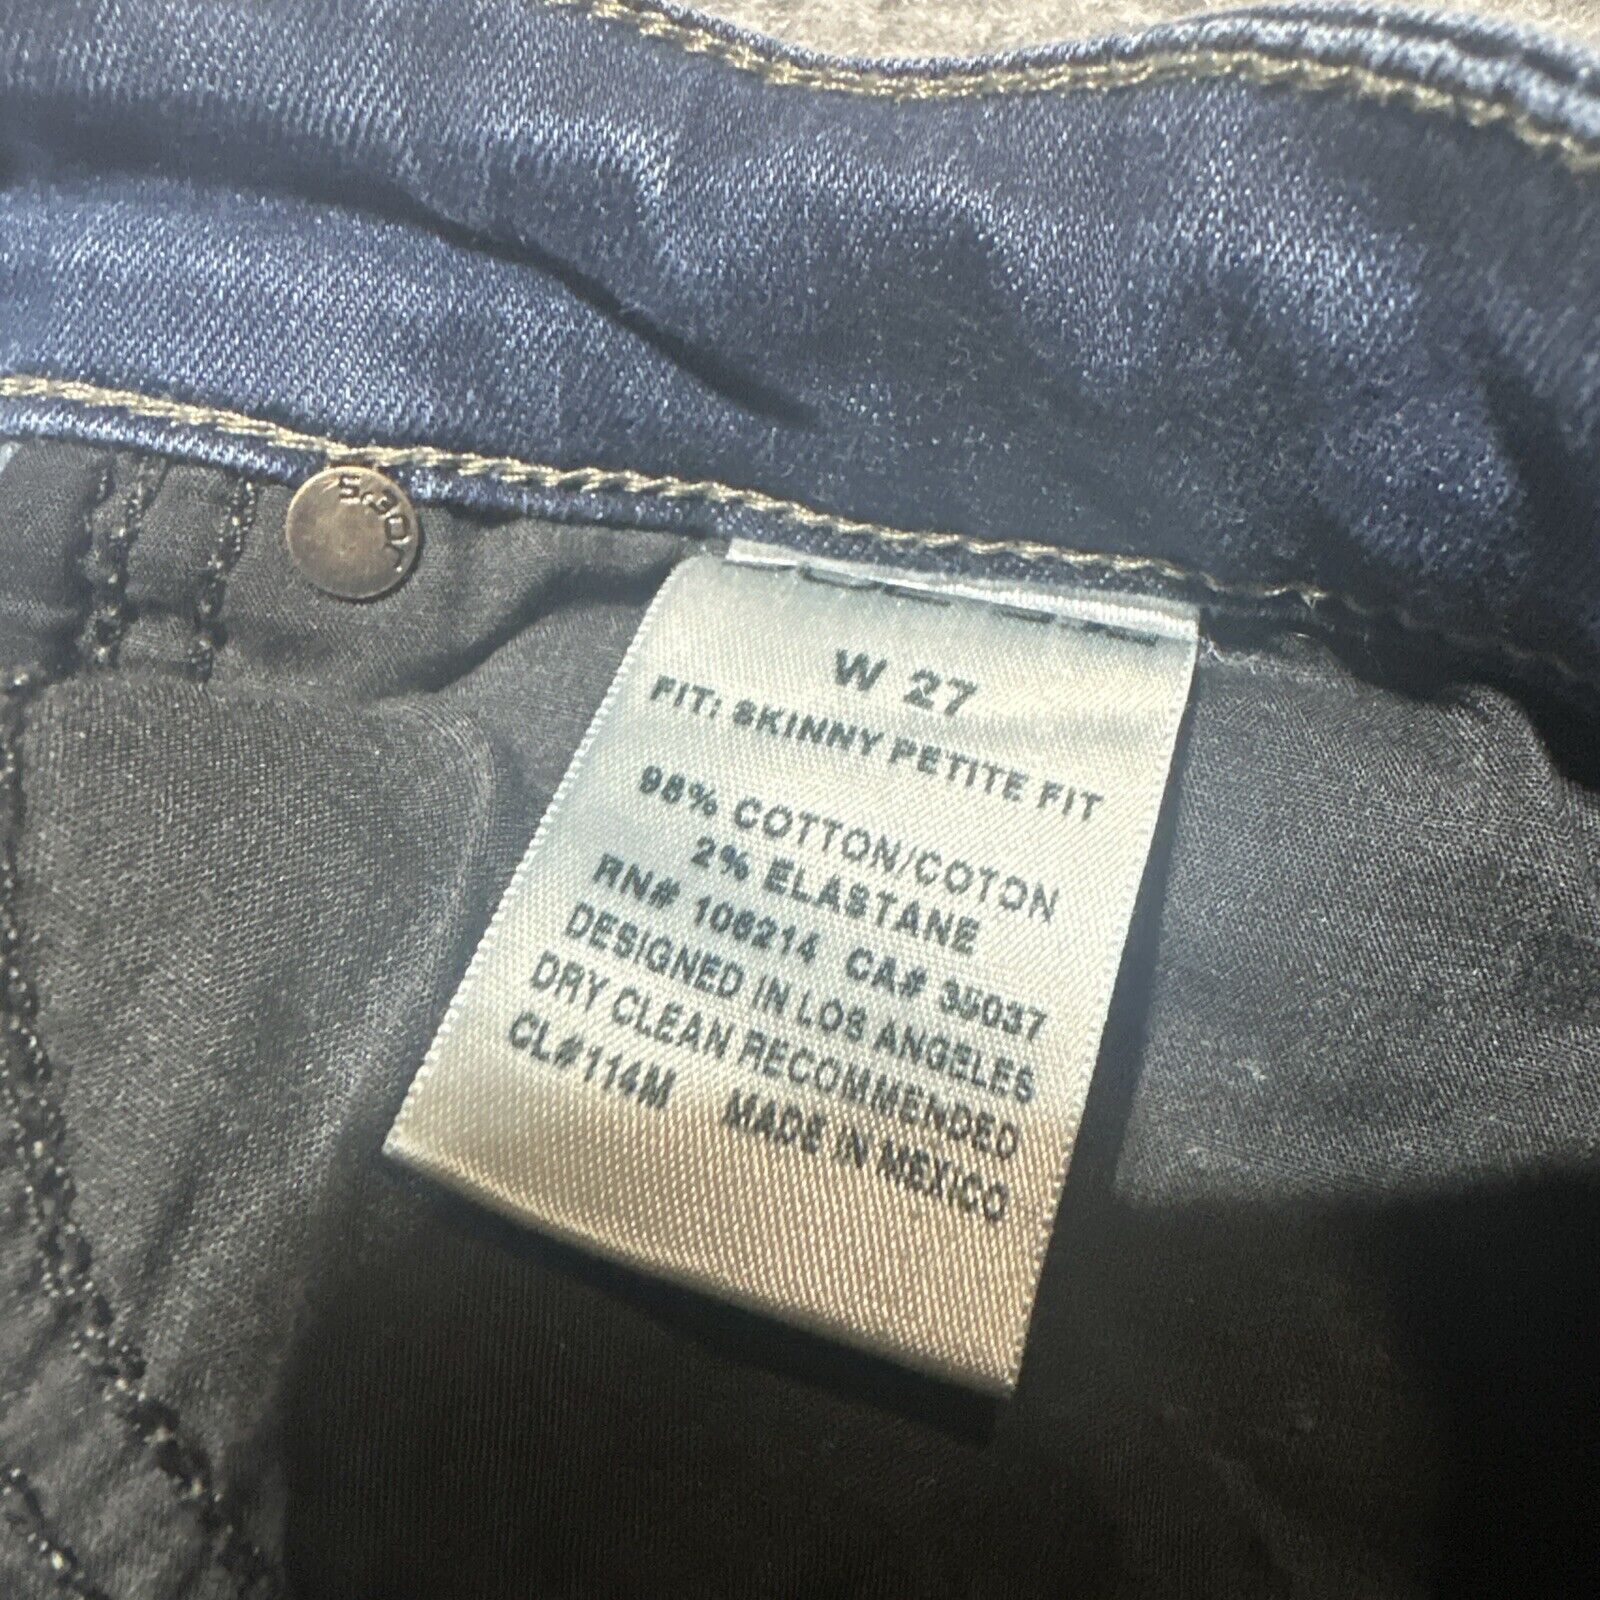 JOE'S
W 27
FIT: SKINNY PETITE FIT
98% COTTON/COTON
2% ELASTANE
RN# 106214 CA# 35037
DESIGNED IN LOS ANGELES
DRY CLEAN RECOMMENDED
CL#114M MADE IN MEXICO